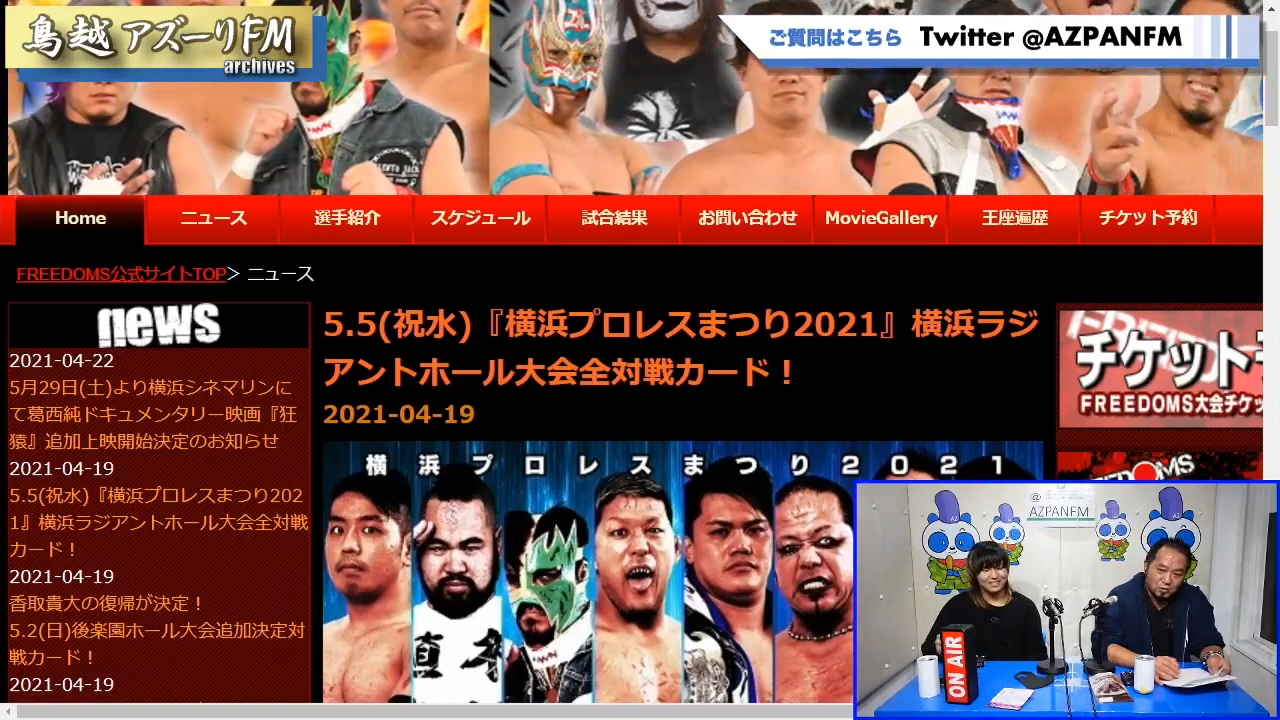 鳥越 アズーリFM
archives
ご質問はこちら Twitter @AZPANFM
Home ニュース 選手紹介 スケジュール 試合結果 お問い合わせ MovieGallery 王座遍歴 チケット予約
FREEDOMS公式サイトTOP> ニュース
news
2021-04-22
5月29日(土)より横浜シネマリンに
て葛西純ドキュメンタリー映画『狂
猿』追加上映開始決定のお知らせ
2021-04-19
5.5(祝水)『横浜プロレスまつり202
1』横浜ラジアントホール大会全対戦
カード！
2021-04-19
香取貴大の復帰が決定！
5.2(日)後楽園ホール大会追加決定対
戦カード！
2021-04-19
5.5(祝水)『横浜プロレスまつり2021』横浜ラジ
アントホール大会全対戦カード！
2021-04-19
横浜プロレスまつり2021
チケット
FREEDOMS大会チケッ
@
AZPANFM
ON AIR